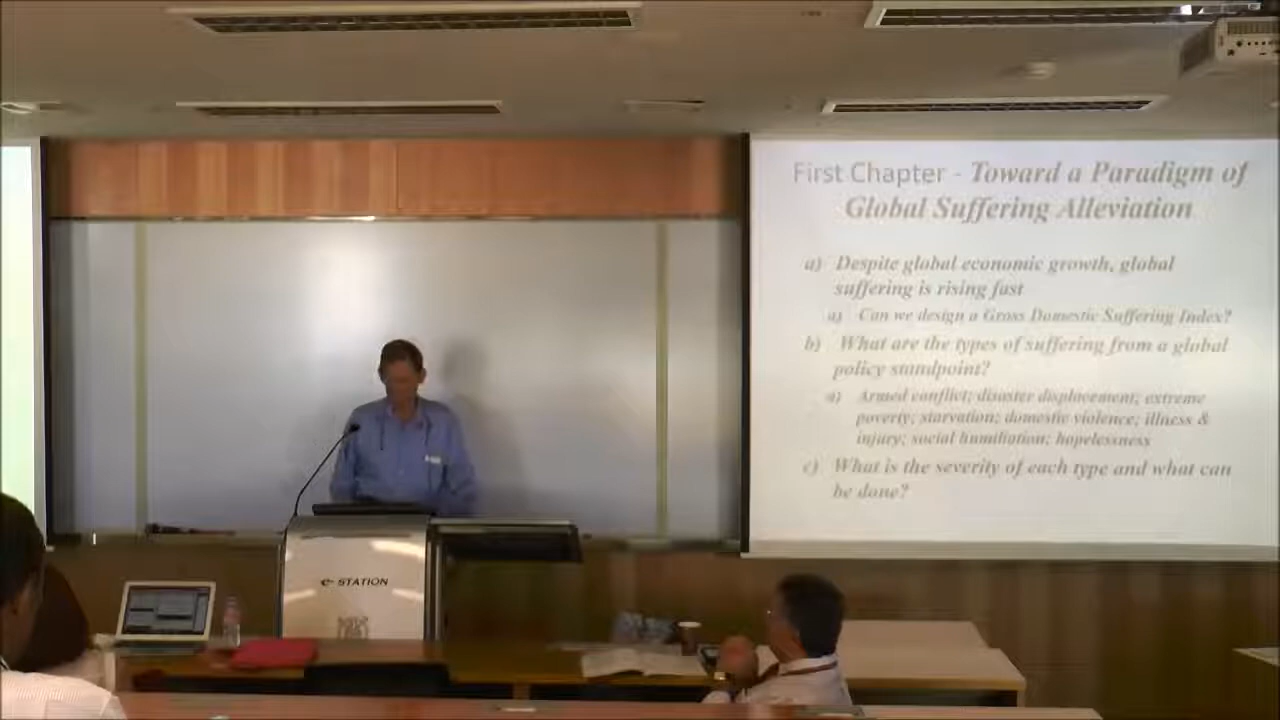 First Chapter - Toward a Paradigm of
Global Suffering Alleviation
a) Despite global economic growth, global
suffering is rising fast
a) Can we design a Gross Domestic Suffering Index?
b) What are the types of suffering from a global
policy standpoint?
a) Armed conflict; disaster displacement; extreme
poverty; starvation; domestic violence; illness &
injury; social humiliation; hopelessness
c) What is the severity of each type and what can
be done?
e-STATION